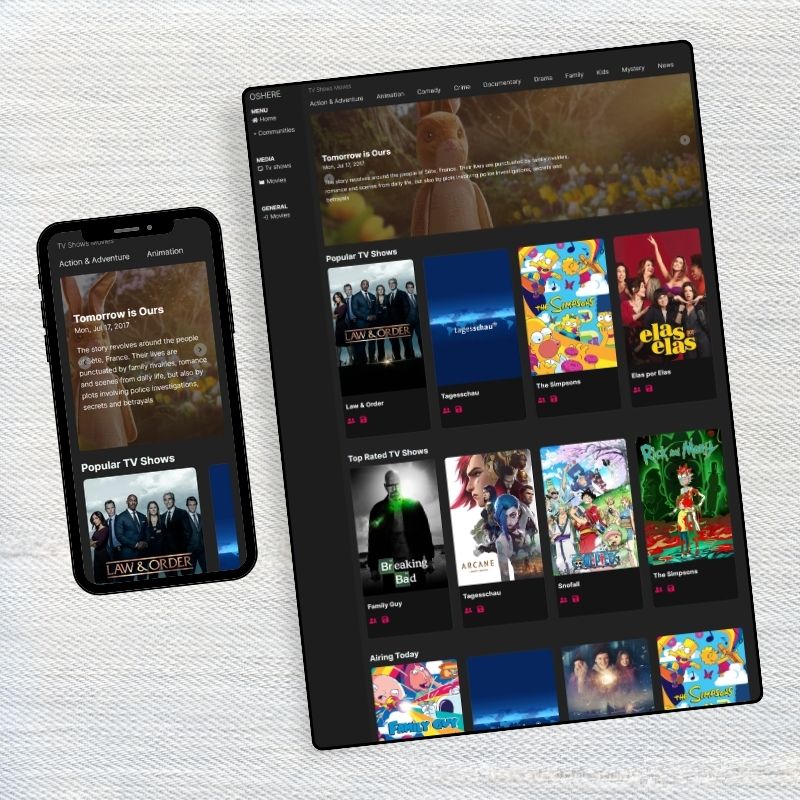 TV Shows Movies
Action & Adventure Animation
Tomorrow is Ours
Mon, Jul 17, 2017
The story revolves around the people
Sète, France. Their lives are
punctuated by family rivalries, romance
and scenes from daily life, but also by
plots involving police investigations,
secrets and betrayals
Popular TV Shows
LAW & ORDER
OSHERE
MENU
Home
Communities
MEDIA
Tv shows
Movies
GENERAL
Movies
TV Shows Movies
Action & Adventure Animation Comedy Crime Documentary Drama Family Kids Mystery News
Tomorrow is Ours
Mon, Jul 17, 2017
The story revolves around the people of Sète, France. Their lives are punctuated by family rivalries,
romance and scenes from daily life, but also by plots involving police investigations, secrets and
betrayals
Popular TV Shows
LAW & ORDER
tagesschau
THE SIMPSONS
elas por elas
Law & Order
Tagesschau
The Simpsons
Elas por Elas
Top Rated TV Shows
Breaking Bad
ARCANE
ONE PIECE
Rick and Morty
Family Guy
Tagesschau
Snofall
The Simpsons
Airing Today
FAMILY GUY
THE SIMPSONS